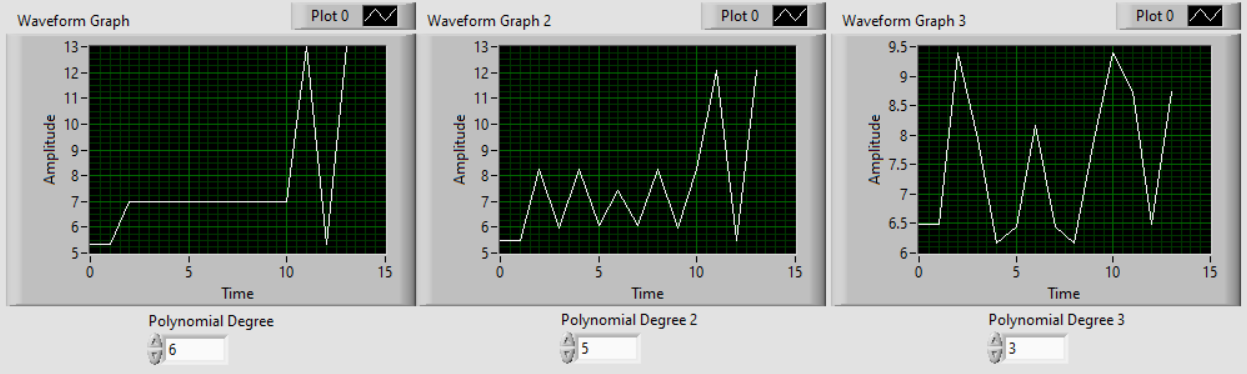 Waveform Graph
Plot 0
Amplitude
13
12
11
10
9
8
7
6
5
0
5
10
15
Time
Polynomial Degree
6
Waveform Graph 2
Plot 0
Amplitude
13
12
11
10
9
8
7
6
5
0
5
10
15
Time
Polynomial Degree 2
5
Waveform Graph 3
Plot 0
Amplitude
9.5
9
8.5
8
7.5
7
6.5
6
0
5
10
15
Time
Polynomial Degree 3
3